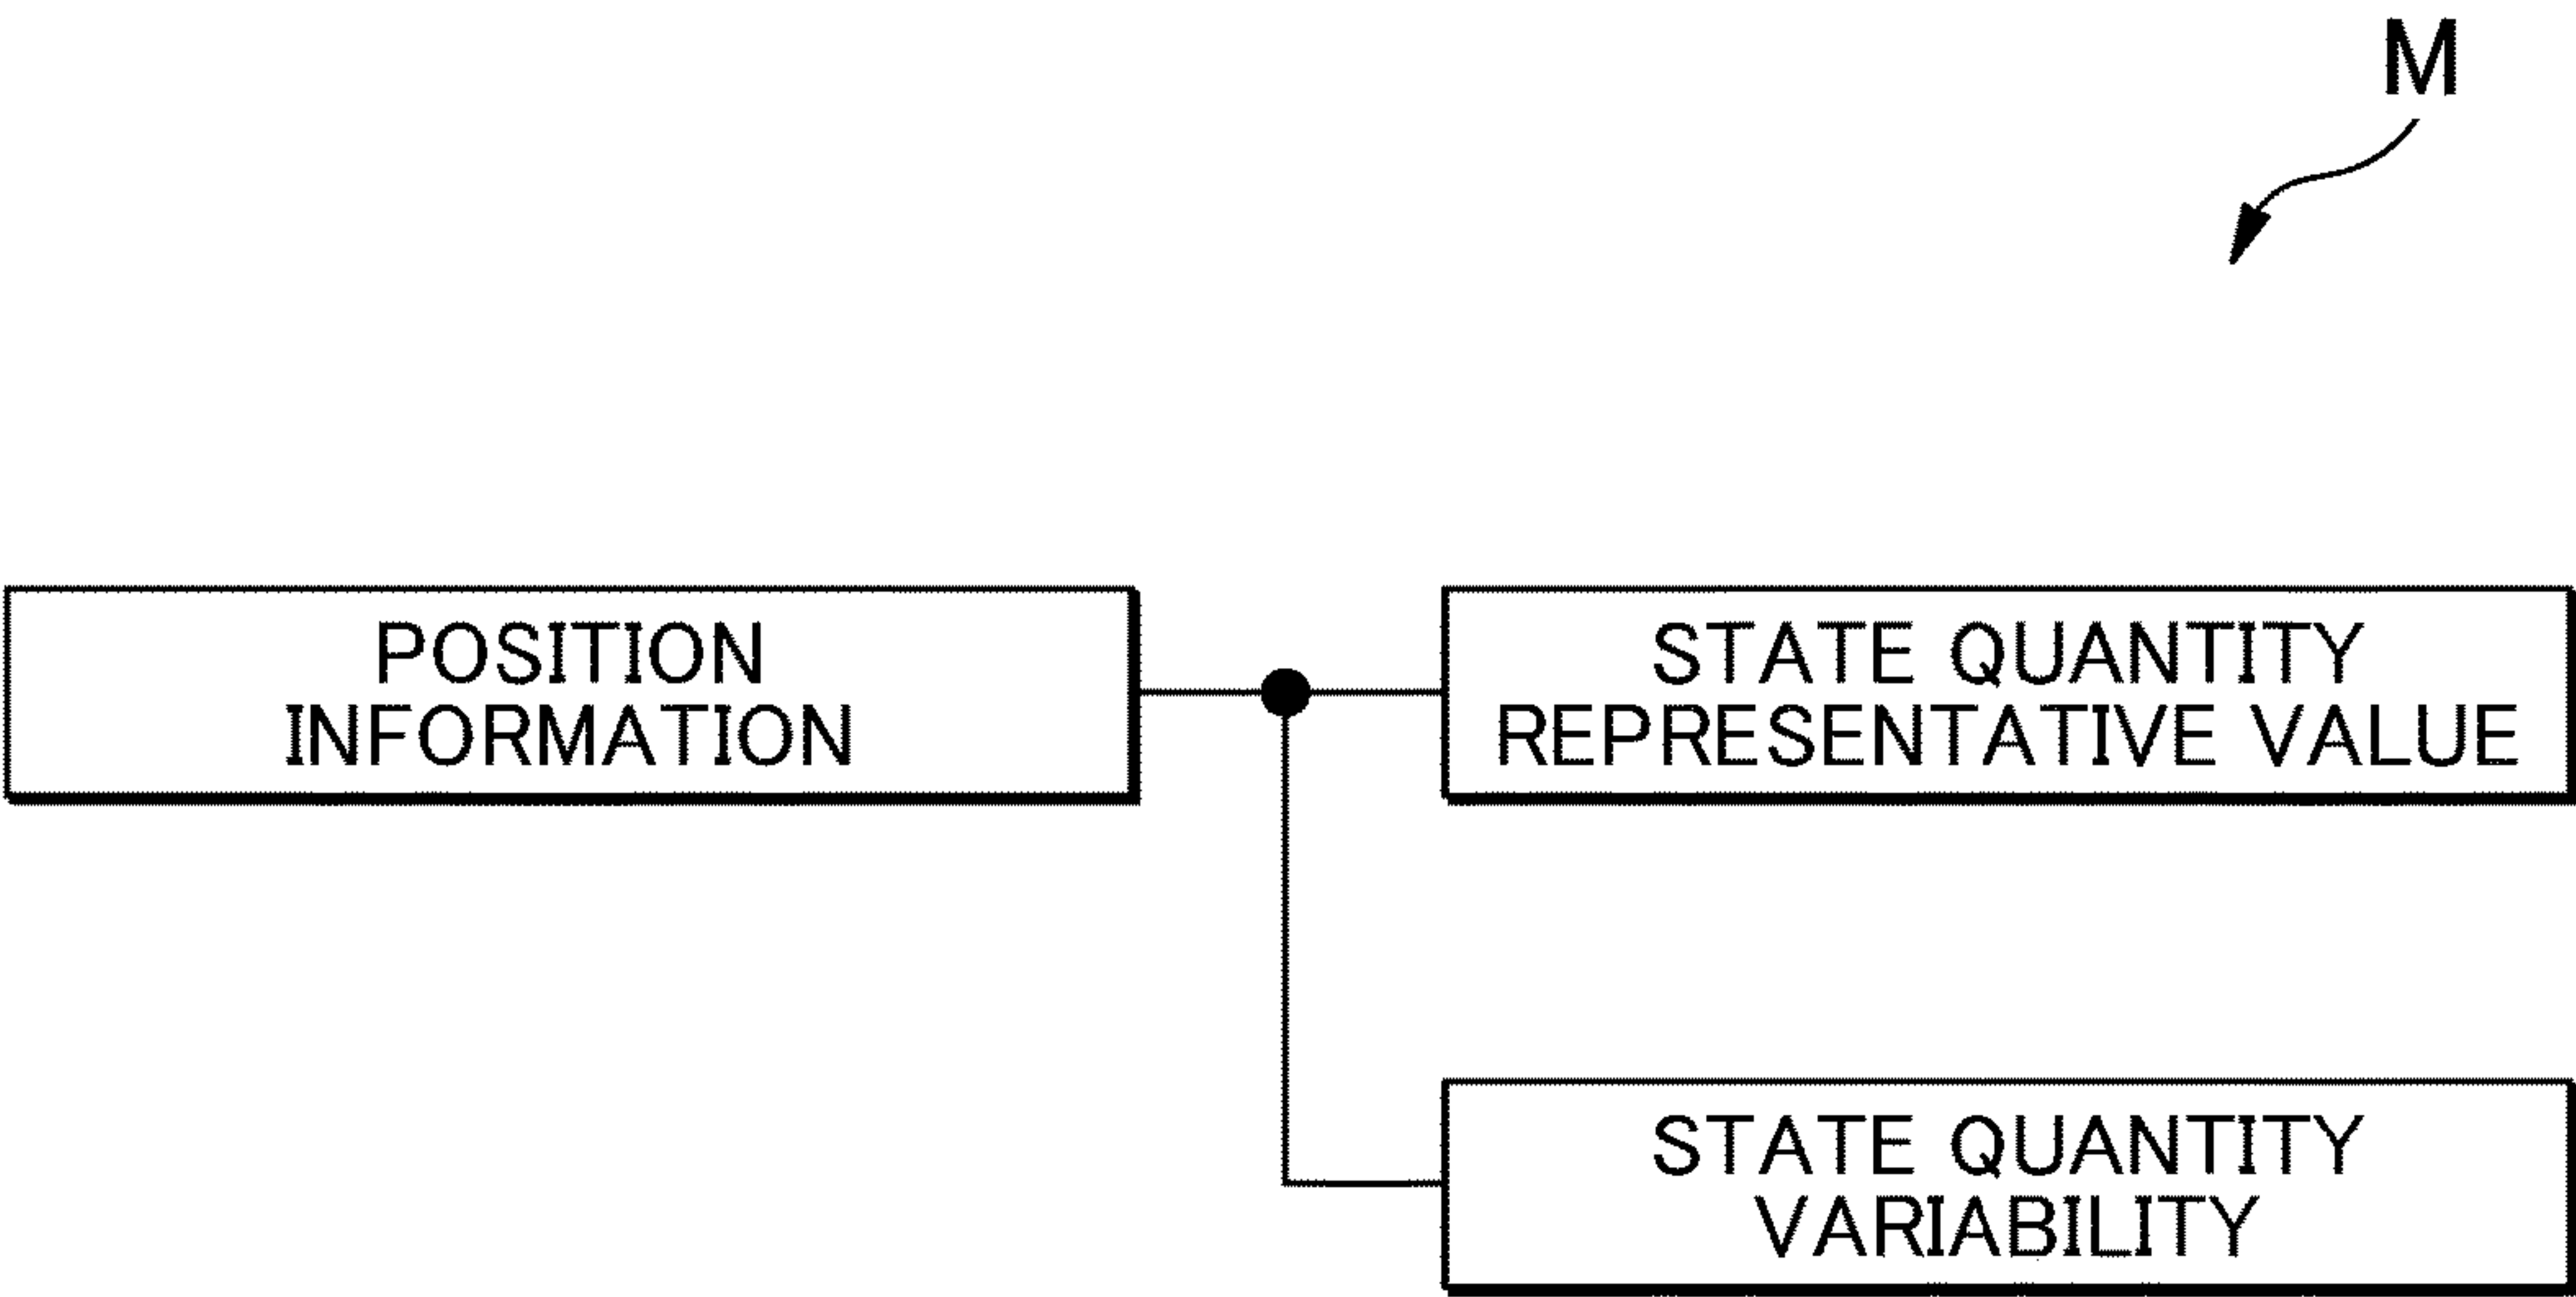 M
POSITION
INFORMATION
STATE QUANTITY
REPRESENTATIVE VALUE
STATE QUANTITY
VARIABILITY